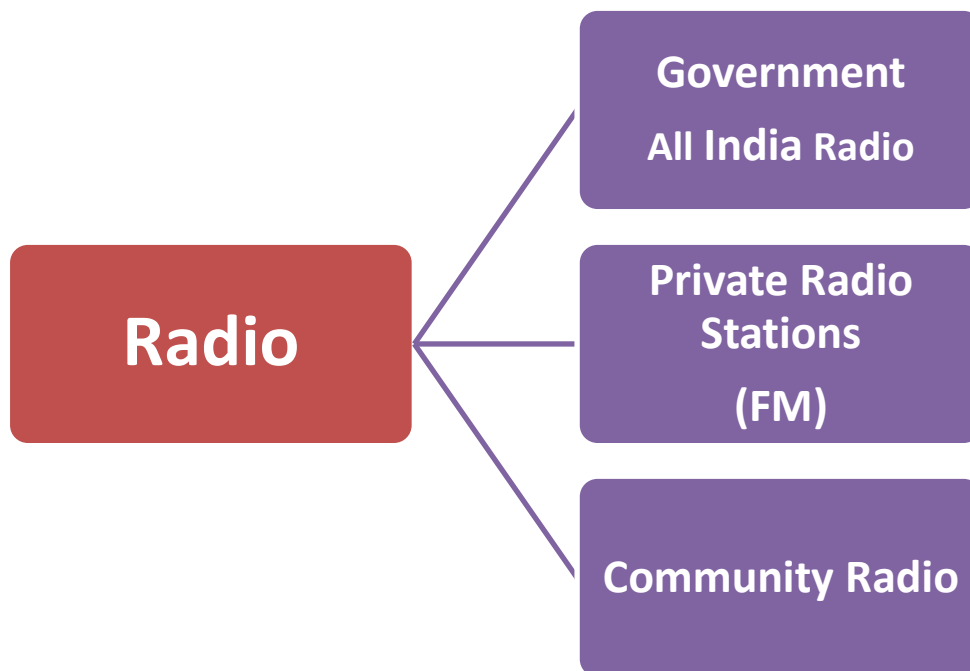 Radio
Government
All India Radio
Private Radio
Stations
(FM)
Community Radio